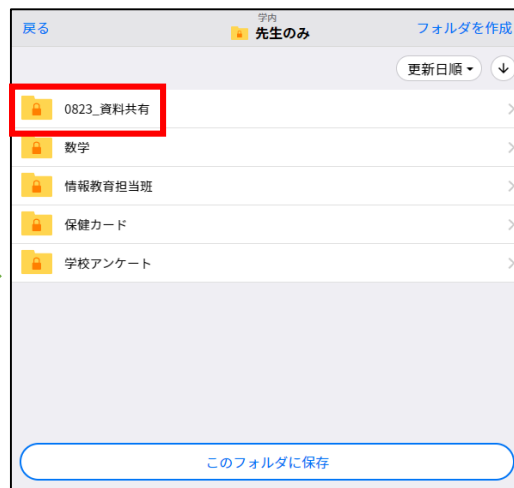 学内
戻る
先生のみ
フォルダを作成
更新日順
0823_資料共有
数学
情報教育担当班
保健カード
学校アンケート
このフォルダに保存